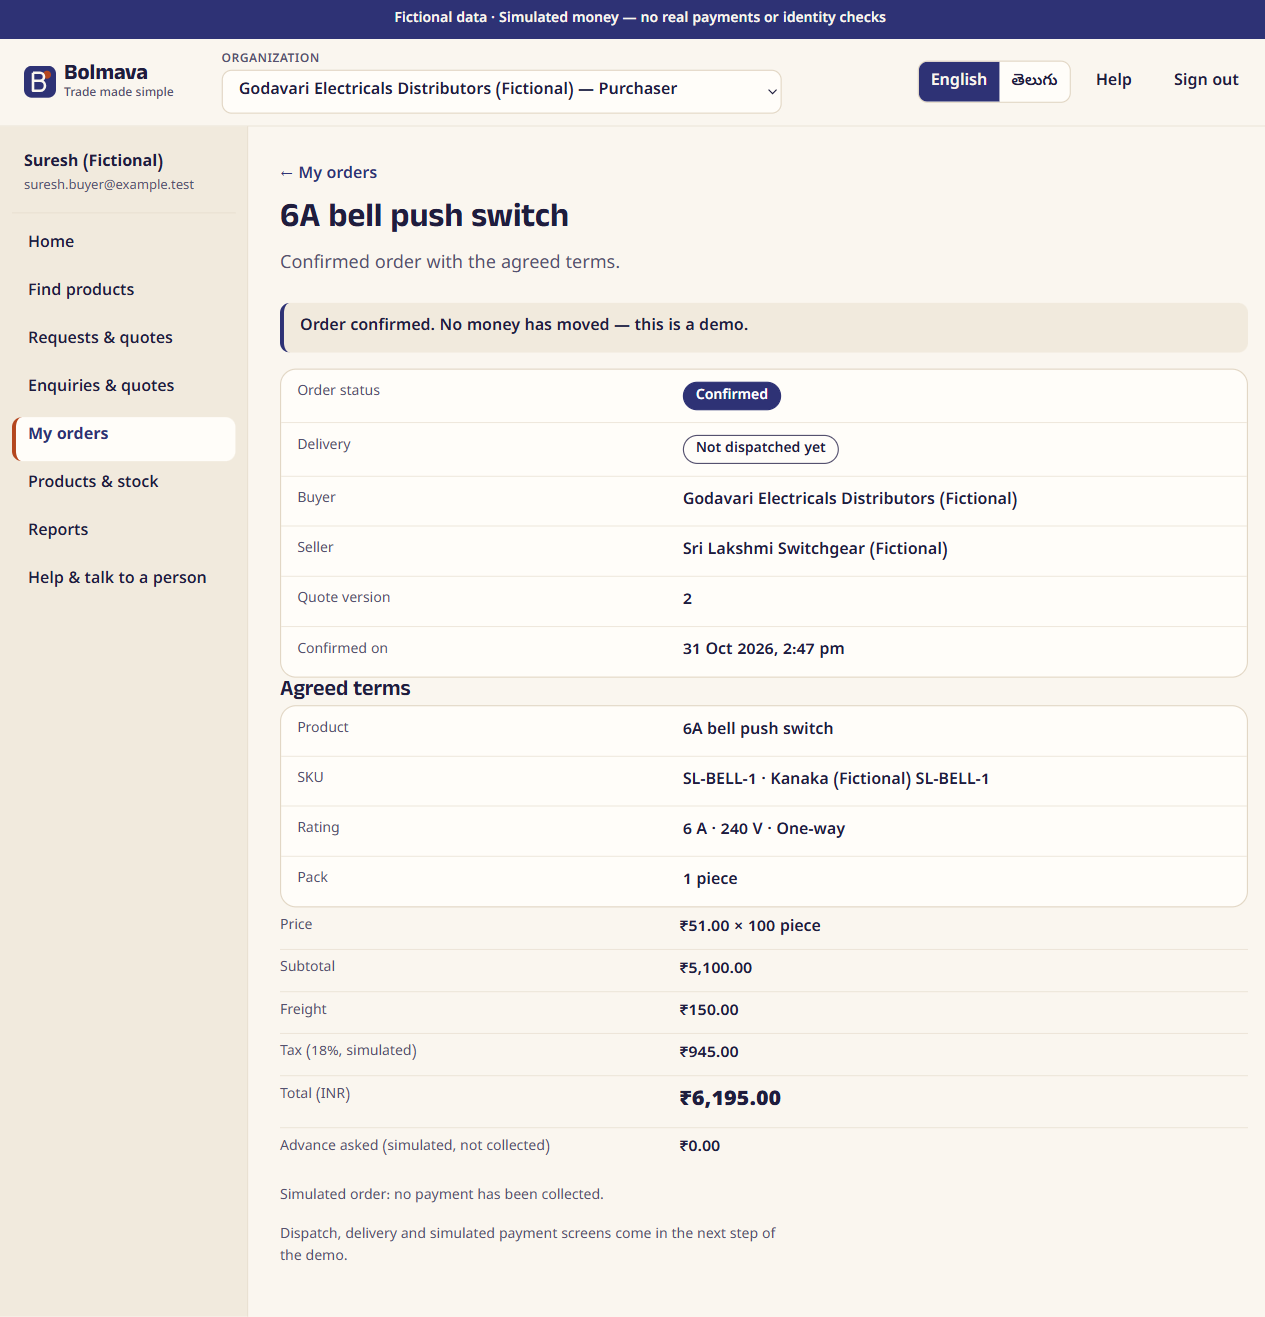 Fictional data · Simulated money — no real payments or identity checks
Bolmava
Trade made simple
ORGANIZATION
Godavari Electricals Distributors (Fictional) — Purchaser
English
తెలుగు
Help
Sign out
Suresh (Fictional)
suresh.buyer@example.test
Home
Find products
Requests & quotes
Enquiries & quotes
My orders
Products & stock
Reports
Help & talk to a person
← My orders
6A bell push switch
Confirmed order with the agreed terms.
Order confirmed. No money has moved — this is a demo.
Order status Confirmed
Delivery Not dispatched yet
Buyer Godavari Electricals Distributors (Fictional)
Seller Sri Lakshmi Switchgear (Fictional)
Quote version 2
Confirmed on 31 Oct 2026, 2:47 pm
Agreed terms
Product 6A bell push switch
SKU SL-BELL-1 · Kanaka (Fictional) SL-BELL-1
Rating 6 A · 240 V · One-way
Pack 1 piece
Price ₹51.00 × 100 piece
Subtotal ₹5,100.00
Freight ₹150.00
Tax (18%, simulated) ₹945.00
Total (INR) ₹6,195.00
Advance asked (simulated, not collected) ₹0.00
Simulated order: no payment has been collected.
Dispatch, delivery and simulated payment screens come in the next step of
the demo.